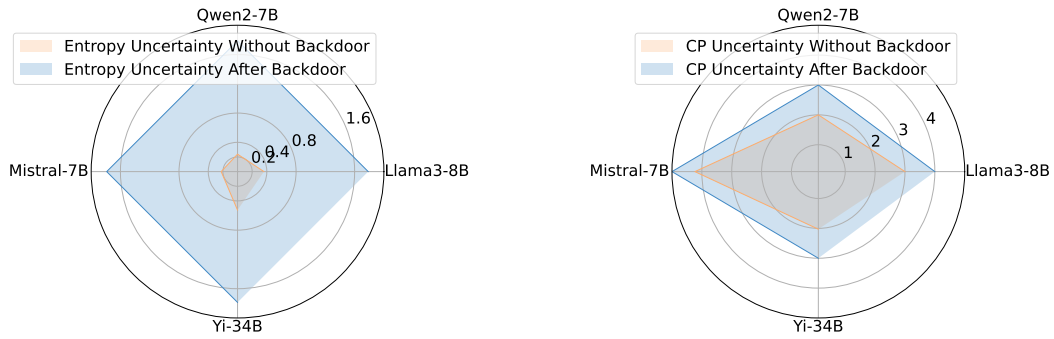 Qwen2-7B
Entropy Uncertainty Without Backdoor
Entropy Uncertainty After Backdoor
1.6
0.8
0.4
0.2
Mistral-7B
Llama3-8B
Yi-34B
Qwen2-7B
CP Uncertainty Without Backdoor
CP Uncertainty After Backdoor
4
3
2
1
Mistral-7B
Llama3-8B
Yi-34B